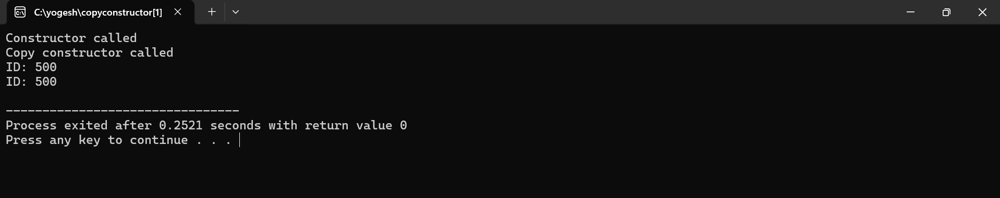 C:\yogesh\copyconstructor[1]
Constructor called
Copy constructor called
ID: 500
ID: 500
--------------------------------
Process exited after 0.2521 seconds with return value 0
Press any key to continue . . .